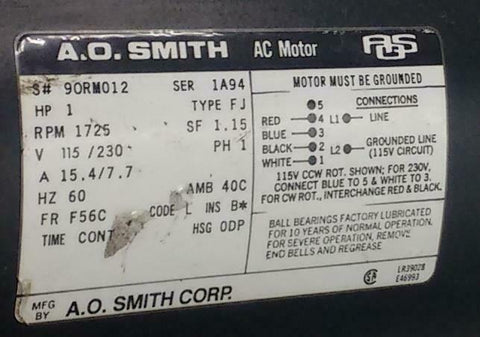 A.O. SMITH AC Motor AOS
S# 90RM012 SER 1A94
HP 1 TYPE FJ
RPM 1725 SF 1.15
V 115/230 PH 1
A 15.4/7.7
HZ 60 AMB 40C
FR F56C CODE L INS B*
TIME CONT HSG ODP
MOTOR MUST BE GROUNDED
CONNECTIONS
5
RED 4 L1 LINE
BLUE 3
BLACK 2 L2 GROUNDED LINE
(115V CIRCUIT)
WHITE 1
115V CCW ROT. SHOWN; FOR 230V,
CONNECT BLUE TO 5 & WHITE TO 3.
FOR CW ROT., INTERCHANGE RED & BLACK.
BALL BEARINGS FACTORY LUBRICATED
FOR 10 YEARS OF NORMAL OPERATION.
FOR SEVERE OPERATION, REMOVE
END BELLS AND REGREASE
LR39028
E46993
MFG
BY A.O. SMITH CORP.